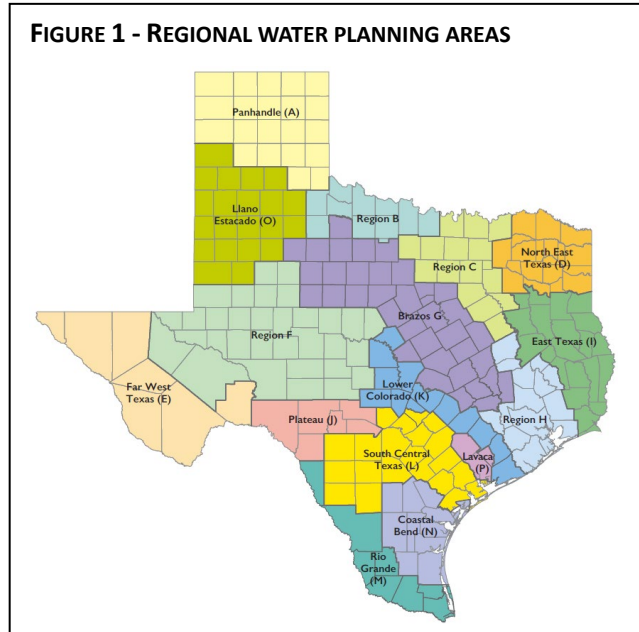 FIGURE 1 - REGIONAL WATER PLANNING AREAS
Panhandle (A)
Llano
Estacado (O)
Region B
Region C
North East
Texas (D)
Brazos G
Region F
East Texas (I)
Far West
Texas (E)
Lower
Colorado (K)
Region H
Plateau (J)
South Central
Texas (L)
Lavaca
(P)
Coastal
Bend (N)
Rio
Grande
(M)